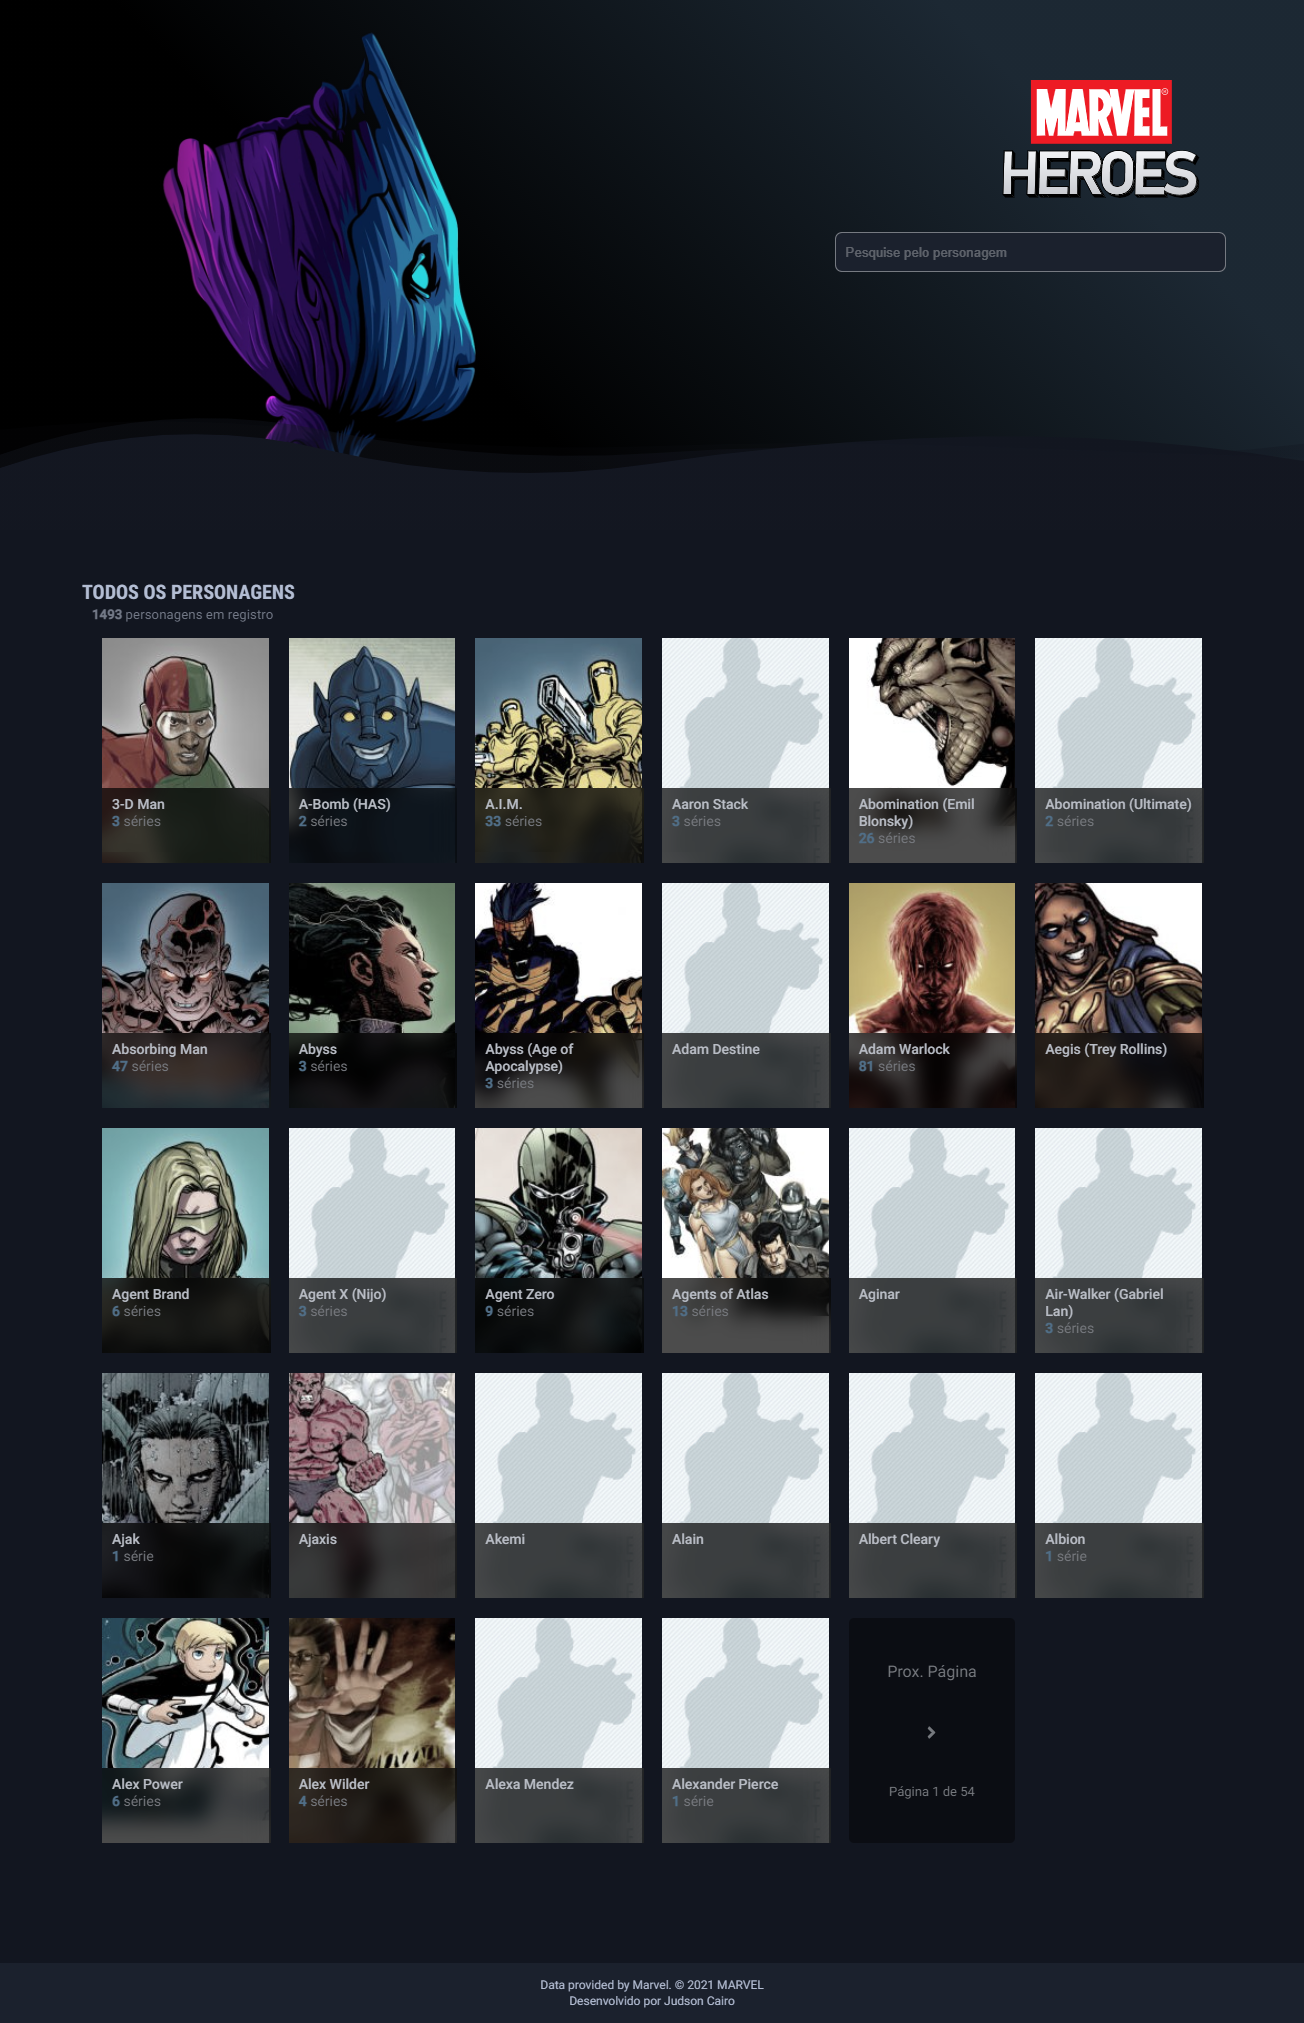 MARVEL
HEROES
Pesquise pelo personagem
TODOS OS PERSONAGENS
1493 personagens em registro
3-D Man
3 séries
A-Bomb (HAS)
2 séries
A.I.M.
33 séries
Aaron Stack
3 séries
Abomination (Emil
Blonsky)
26 séries
Abomination (Ultimate)
2 séries
Absorbing Man
47 séries
Abyss
3 séries
Abyss (Age of
Apocalypse)
3 séries
Adam Destine
Adam Warlock
81 séries
Aegis (Trey Rollins)
Agent Brand
6 séries
Agent X (Nijo)
3 séries
Agent Zero
9 séries
Agents of Atlas
13 séries
Aginar
Air-Walker (Gabriel
Lan)
3 séries
Ajak
1 série
Ajaxis
Akemi
Alain
Albert Cleary
Albion
1 série
Alex Power
6 séries
Alex Wilder
4 séries
Alexa Mendez
Alexander Pierce
1 série
Prox. Página
Página 1 de 54
Data provided by Marvel. © 2021 MARVEL
Desenvolvido por Judson Cairo